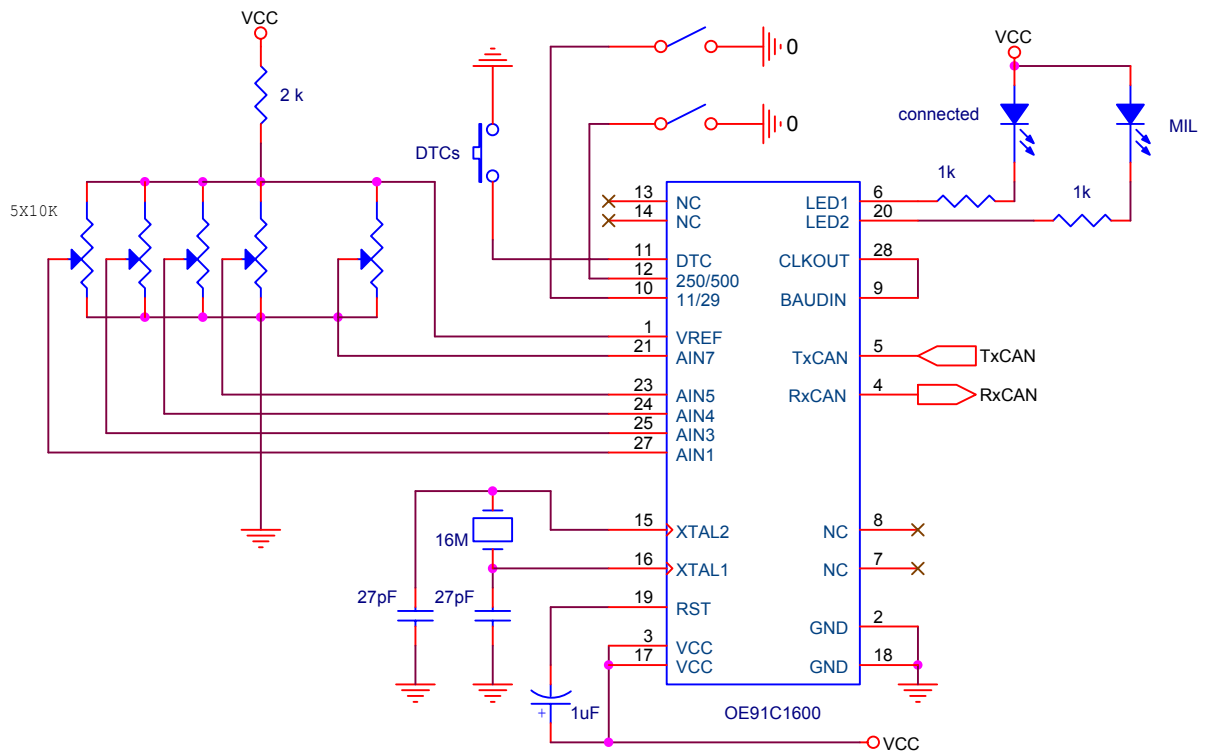 VCC
2 k
5X10K
DTCs
0
0
VCC
connected
MIL
1k
1k
13 NC
14 NC
11 DTC
12 250/500
10 11/29
1 VREF
21 AIN7
23 AIN5
24 AIN4
25 AIN3
27 AIN1
15 XTAL2
16 XTAL1
19 RST
3 VCC
17 VCC
LED1 6
LED2 20
CLKOUT 28
BAUDIN 9
TxCAN 5 TxCAN
RxCAN 4 RxCAN
NC 8
NC 7
GND 2
GND 18
16M
27pF 27pF
1uF
OE91C1600
+
VCC